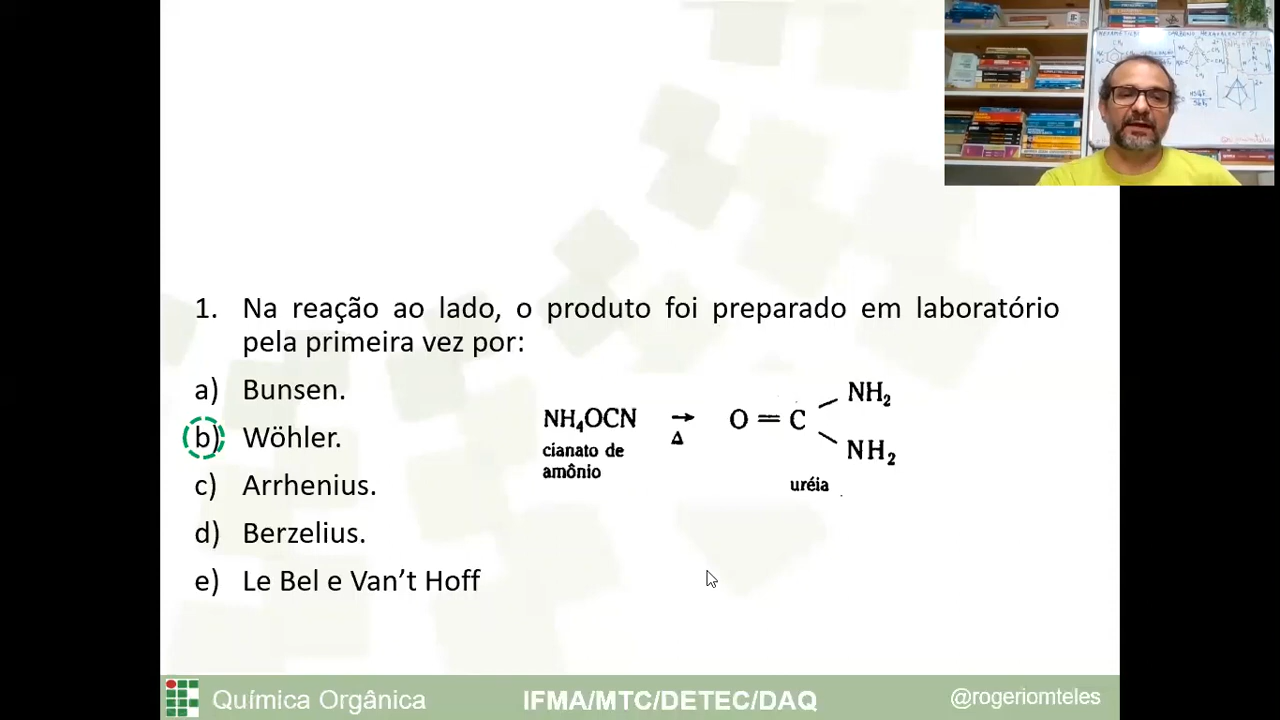 1. Na reação ao lado, o produto foi preparado em laboratório
pela primeira vez por:
a) Bunsen.
b) Wöhler.
c) Arrhenius.
d) Berzelius.
e) Le Bel e Van’t Hoff
NH₄OCN → Δ
cianato de
amônio
O = C
NH₂
NH₂
uréia
Química Orgânica
IFMA/MTC/DETEC/DAQ
@rogeriomteles